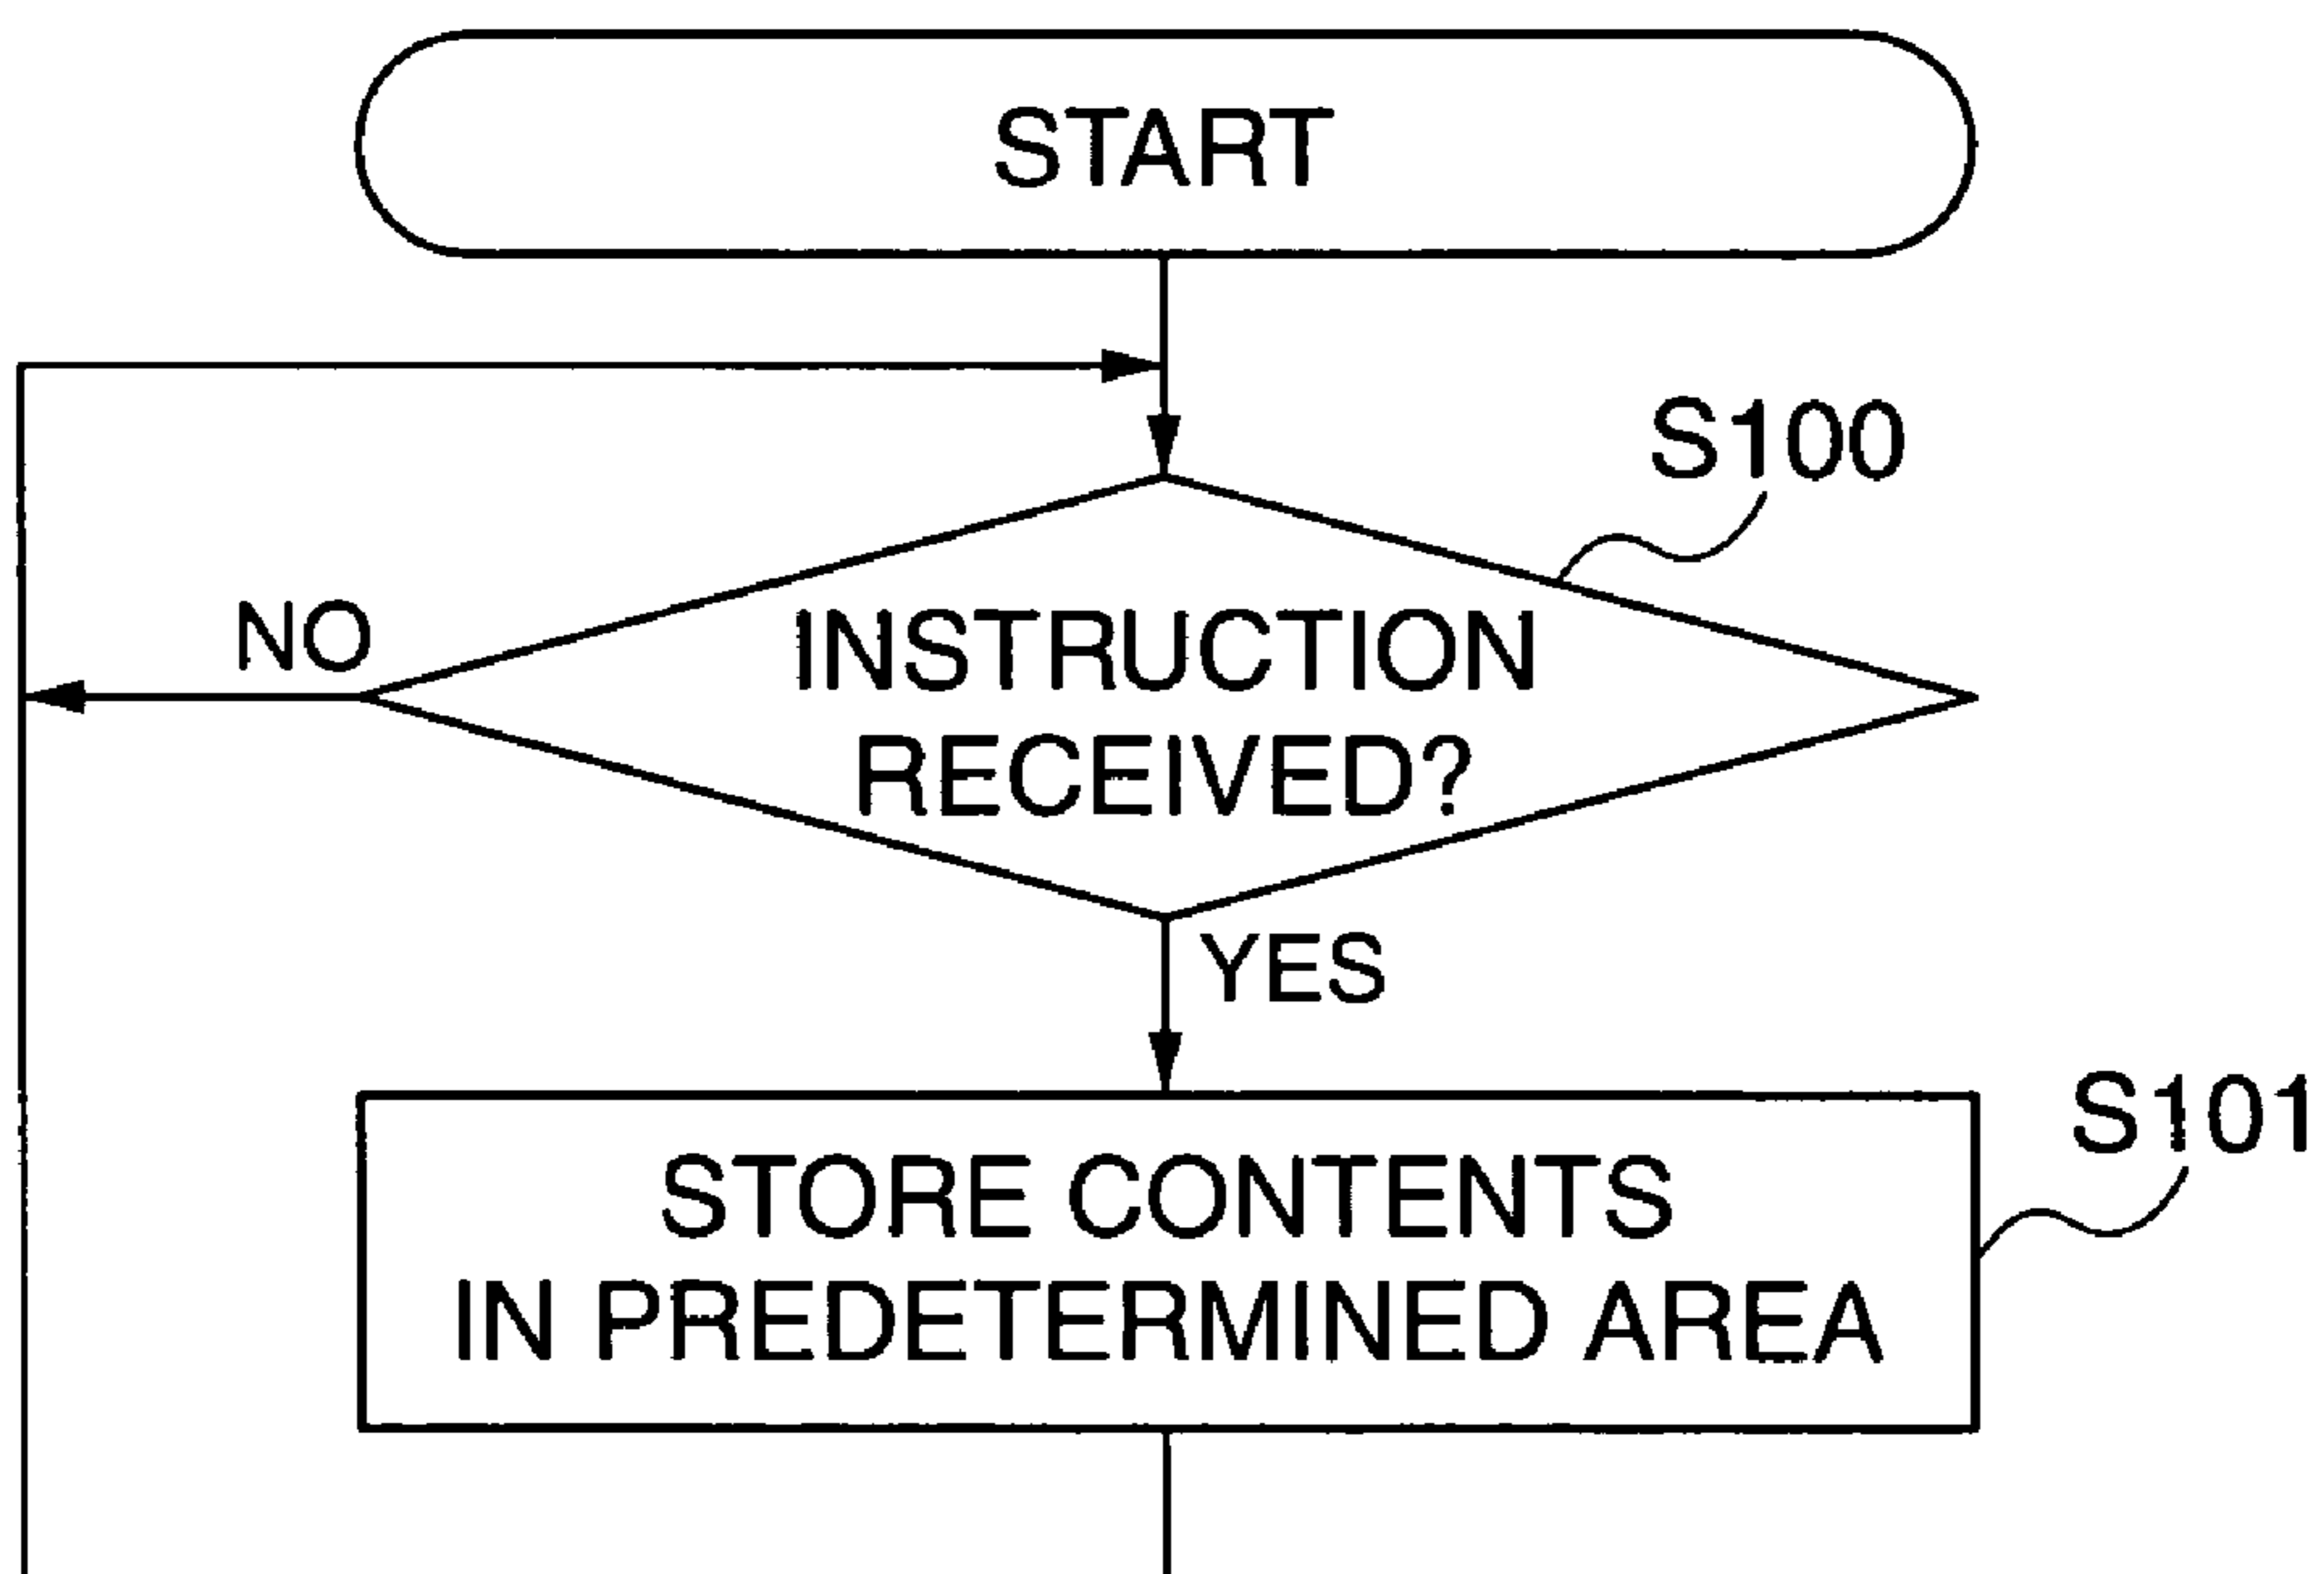 START
S100
NO
INSTRUCTION
RECEIVED?
YES
S101
STORE CONTENTS
IN PREDETERMINED AREA